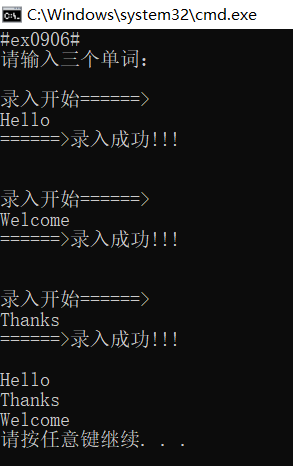 C:\Windows\system32\cmd.exe
#ex0906#
请输入三个单词：
录入开始======>
Hello
======>录入成功!!!
录入开始======>
Welcome
======>录入成功!!!
录入开始======>
Thanks
======>录入成功!!!
Hello
Thanks
Welcome
请按任意键继续. . .